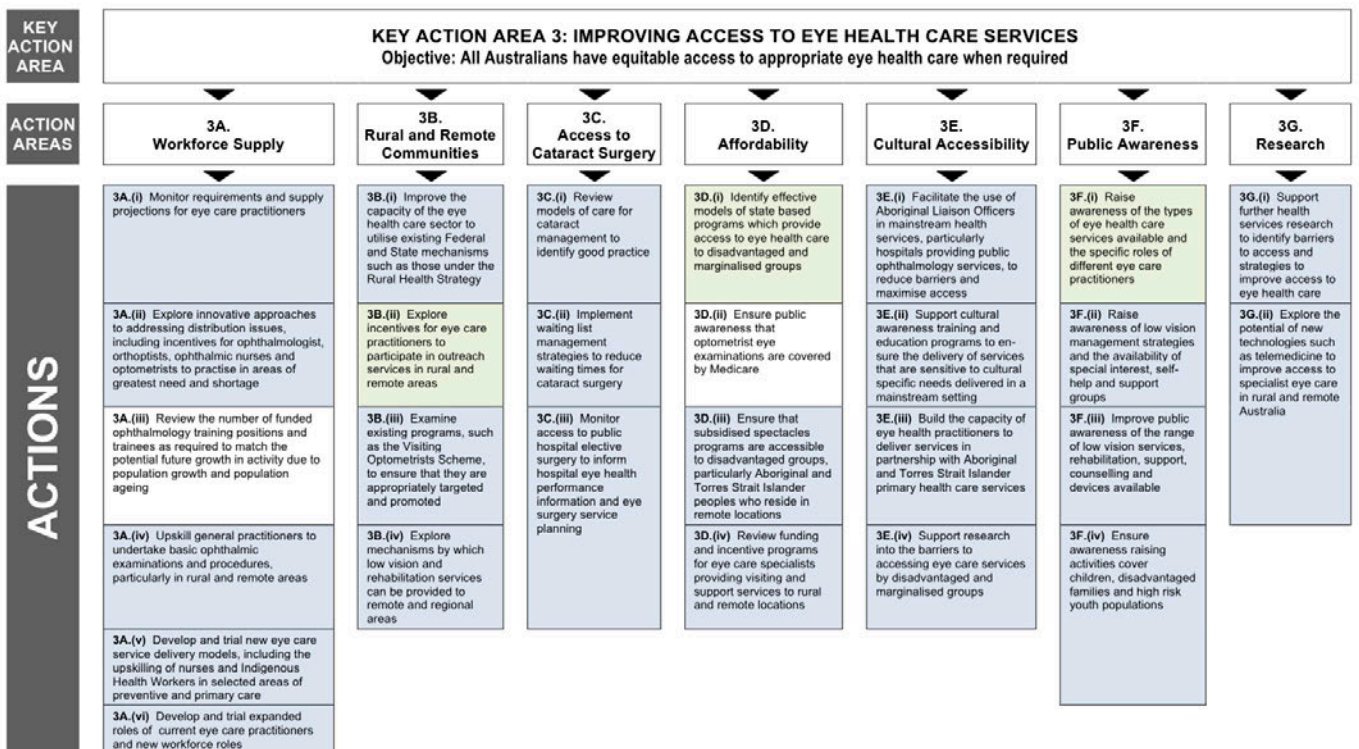 KEY
ACTION
AREA
KEY ACTION AREA 3: IMPROVING ACCESS TO EYE HEALTH CARE SERVICES
Objective: All Australians have equitable access to appropriate eye health care when required
ACTION
AREAS
3A.
Workforce Supply
3B.
Rural and Remote
Communities
3C.
Access to
Cataract Surgery
3D.
Affordability
3E.
Cultural Accessibility
3F.
Public Awareness
3G.
Research
ACTIONS
3A.(i) Monitor requirements and supply
projections for eye care practitioners
3A.(ii) Explore innovative approaches
to addressing distribution issues,
including incentives for ophthalmologist,
orthoptists, ophthalmic nurses and
optometrists to practise in areas of
greatest need and shortage
3A.(iii) Review the number of funded
ophthalmology training positions and
trainees as required to match the
potential future growth in activity due to
population growth and population
ageing
3A.(iv) Upskill general practitioners to
undertake basic ophthalmic
examinations and procedures,
particularly in rural and remote areas
3A.(v) Develop and trial new eye care
service delivery models, including the
upskilling of nurses and Indigenous
Health Workers in selected areas of
preventive and primary care
3A.(vi) Develop and trial expanded
roles of current eye care practitioners
and new workforce roles
3B.(i) Improve the
capacity of the eye
health care sector to
utilise existing Federal
and State mechanisms
such as those under the
Rural Health Strategy
3B.(ii) Explore
incentives for eye care
practitioners to
participate in outreach
services in rural and
remote areas
3B.(iii) Examine
existing programs, such
as the Visiting
Optometrists Scheme,
to ensure that they are
appropriately targeted
and promoted
3B.(iv) Explore
mechanisms by which
low vision and
rehabilitation services
can be provided to
remote and regional
areas
3C.(i) Review
models of care for
cataract
management to
identify good practice
3C.(ii) Implement
waiting list
management
strategies to reduce
waiting times for
cataract surgery
3C.(iii) Monitor
access to public
hospital elective
surgery to inform
hospital eye health
performance
information and eye
surgery service
planning
3D.(i) Identify effective
models of state based
programs which provide
access to eye health care
to disadvantaged and
marginalised groups
3D.(ii) Ensure public
awareness that
optometrist eye
examinations are covered
by Medicare
3D.(iii) Ensure that
subsidised spectacles
programs are accessible
to disadvantaged groups,
particularly Aboriginal and
Torres Strait Islander
peoples who reside in
remote locations
3D.(iv) Review funding
and incentive programs
for eye care specialists
providing visiting and
support services to rural
and remote locations
3E.(i) Facilitate the use of
Aboriginal Liaison Officers
in mainstream health
services, particularly
hospitals providing public
ophthalmology services, to
reduce barriers and
maximise access
3E.(ii) Support cultural
awareness training and
education programs to en-
sure the delivery of services
that are sensitive to cultural
specific needs delivered in a
mainstream setting
3E.(iii) Build the capacity of
eye health practitioners to
deliver services in
partnership with Aboriginal
and Torres Strait Islander
primary health care services
3E.(iv) Support research
into the barriers to
accessing eye care services
by disadvantaged and
marginalised groups
3F.(i) Raise
awareness of the types
of eye health care
services available and
the specific roles of
different eye care
practitioners
3F.(ii) Raise
awareness of low vision
management strategies
and the availability of
special interest, self-
help and support
groups
3F.(iii) Improve public
awareness of the range
of low vision services,
rehabilitation, support,
counselling and
devices available
3F.(iv) Ensure
awareness raising
activities cover
children, disadvantaged
families and high risk
youth populations
3G.(i) Support
further health
services research
to identify barriers
to access and
strategies to
improve access to
eye health care
3G.(ii) Explore the
potential of new
technologies such
as telemedicine to
improve access to
specialist eye care
in rural and remote
Australia